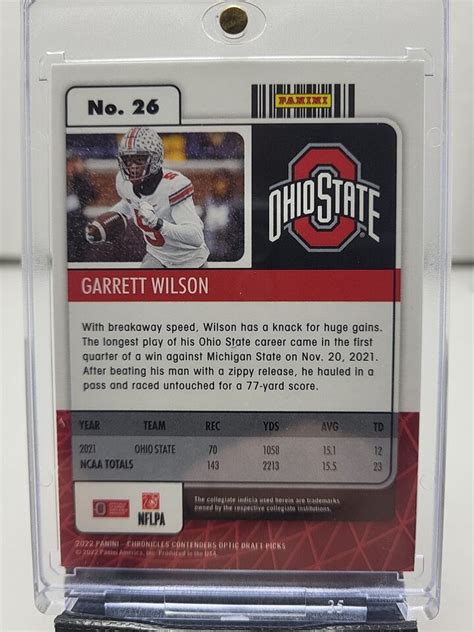 No. 26
PANINI
5
OHIO STATE
GARRETT WILSON
With breakaway speed, Wilson has a knack for huge gains.
The longest play of his Ohio State career came in the first
quarter of a win against Michigan State on Nov. 20, 2021.
After beating his man with a zippy release, he hauled in a
pass and raced untouched for a 77-yard score.
YEAR TEAM REC YDS AVG TD
2021 OHIO STATE 70 1058 15.1 12
NCAA TOTALS 143 2213 15.5 23
NFLPA
The collegiate indicia used herein are trademarks
owned by the respective collegiate institutions.
2022 PANINI - CHRONICLES CONTENDERS OPTIC DRAFT PICKS
© 2022 Panini America, Inc. Produced in the USA.